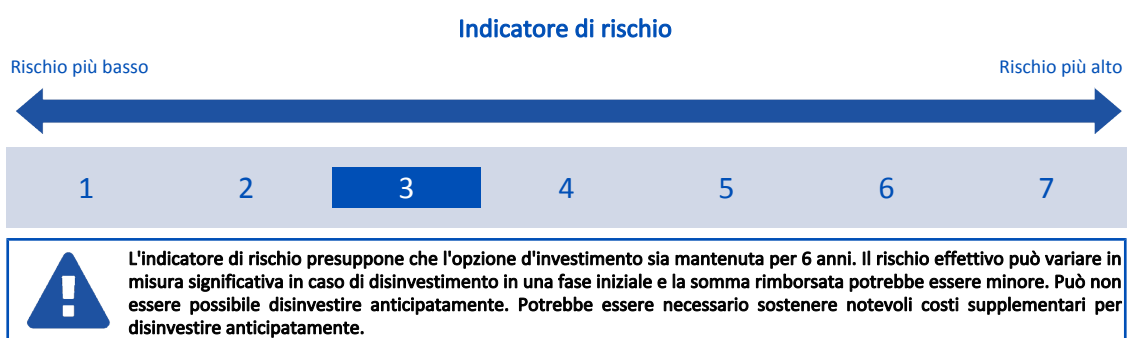 Indicatore di rischio
Rischio più basso Rischio più alto
1 2 3 4 5 6 7
L'indicatore di rischio presuppone che l'opzione d'investimento sia mantenuta per 6 anni. Il rischio effettivo può variare in
misura significativa in caso di disinvestimento in una fase iniziale e la somma rimborsata potrebbe essere minore. Può non
essere possibile disinvestire anticipatamente. Potrebbe essere necessario sostenere notevoli costi supplementari per
disinvestire anticipatamente.